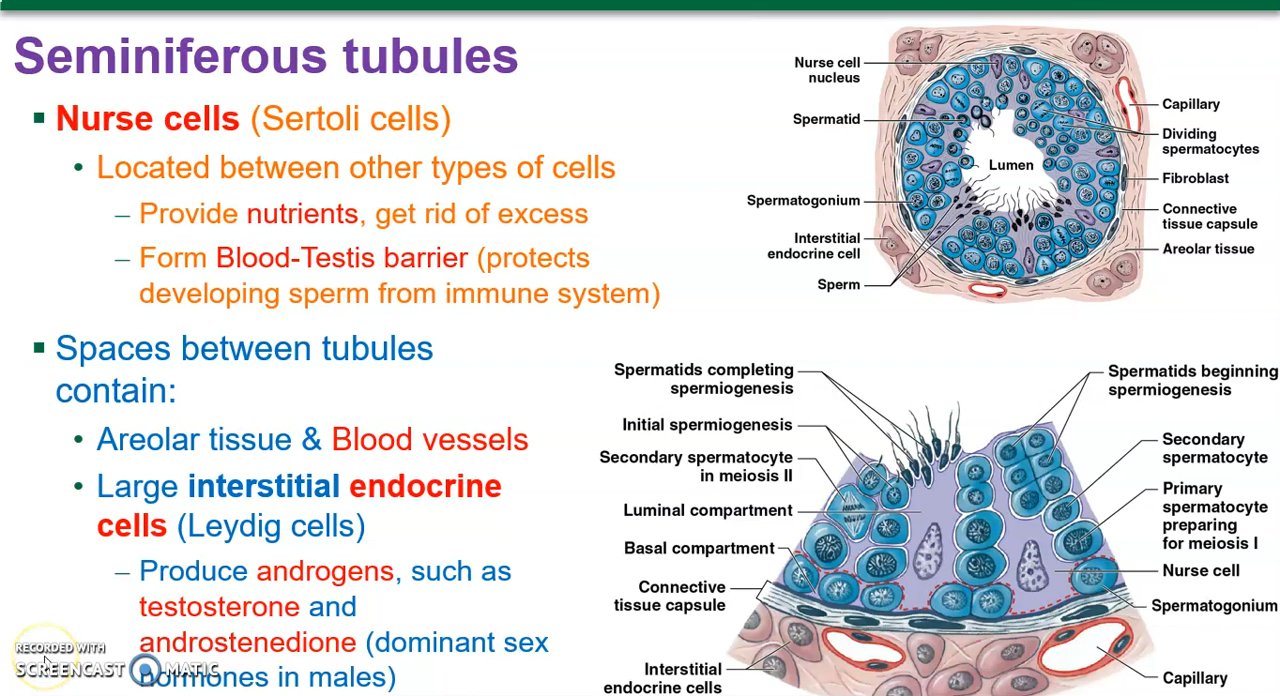 Seminiferous tubules
▪ Nurse cells (Sertoli cells)
• Located between other types of cells
– Provide nutrients, get rid of excess
– Form Blood-Testis barrier (protects
developing sperm from immune system)
▪ Spaces between tubules
contain:
• Areolar tissue & Blood vessels
• Large interstitial endocrine
cells (Leydig cells)
– Produce androgens, such as
testosterone and
androstenedione (dominant sex
hormones in males)
Nurse cell
nucleus
Spermatid
Spermatogonium
Interstitial
endocrine cell
Sperm
Lumen
Capillary
Dividing
spermatocytes
Fibroblast
Connective
tissue capsule
Areolar tissue
Spermatids completing
spermiogenesis
Initial spermiogenesis
Secondary spermatocyte
in meiosis II
Luminal compartment
Basal compartment
Connective
tissue capsule
Interstitial
endocrine cells
Spermatids beginning
spermiogenesis
Secondary
spermatocyte
Primary
spermatocyte
preparing
for meiosis I
Nurse cell
Spermatogonium
Capillary
RECORDED WITH
SCREENCAST MATIC